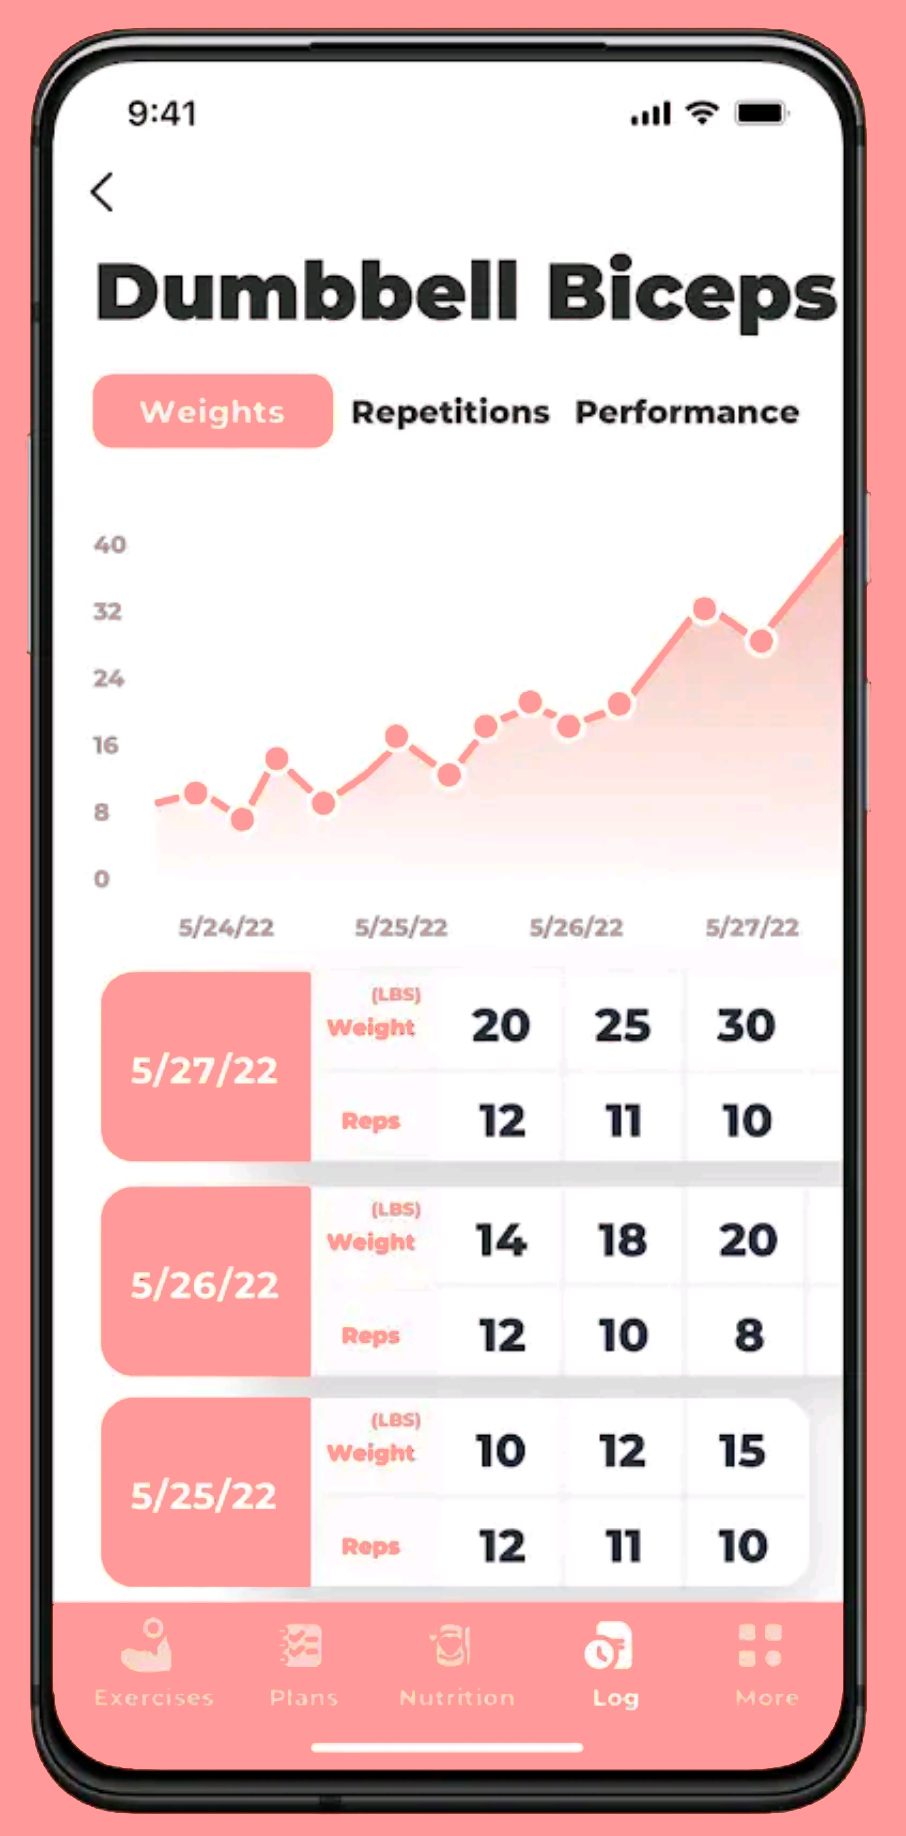 9:41
Dumbbell Biceps
Weights Repetitions Performance
40
32
24
16
8
0
5/24/22 5/25/22 5/26/22 5/27/22
5/27/22
(LBS)
Weight 20 25 30
Reps 12 11 10
5/26/22
(LBS)
Weight 14 18 20
Reps 12 10 8
5/25/22
(LBS)
Weight 10 12 15
Reps 12 11 10
Exercises Plans Nutrition Log More